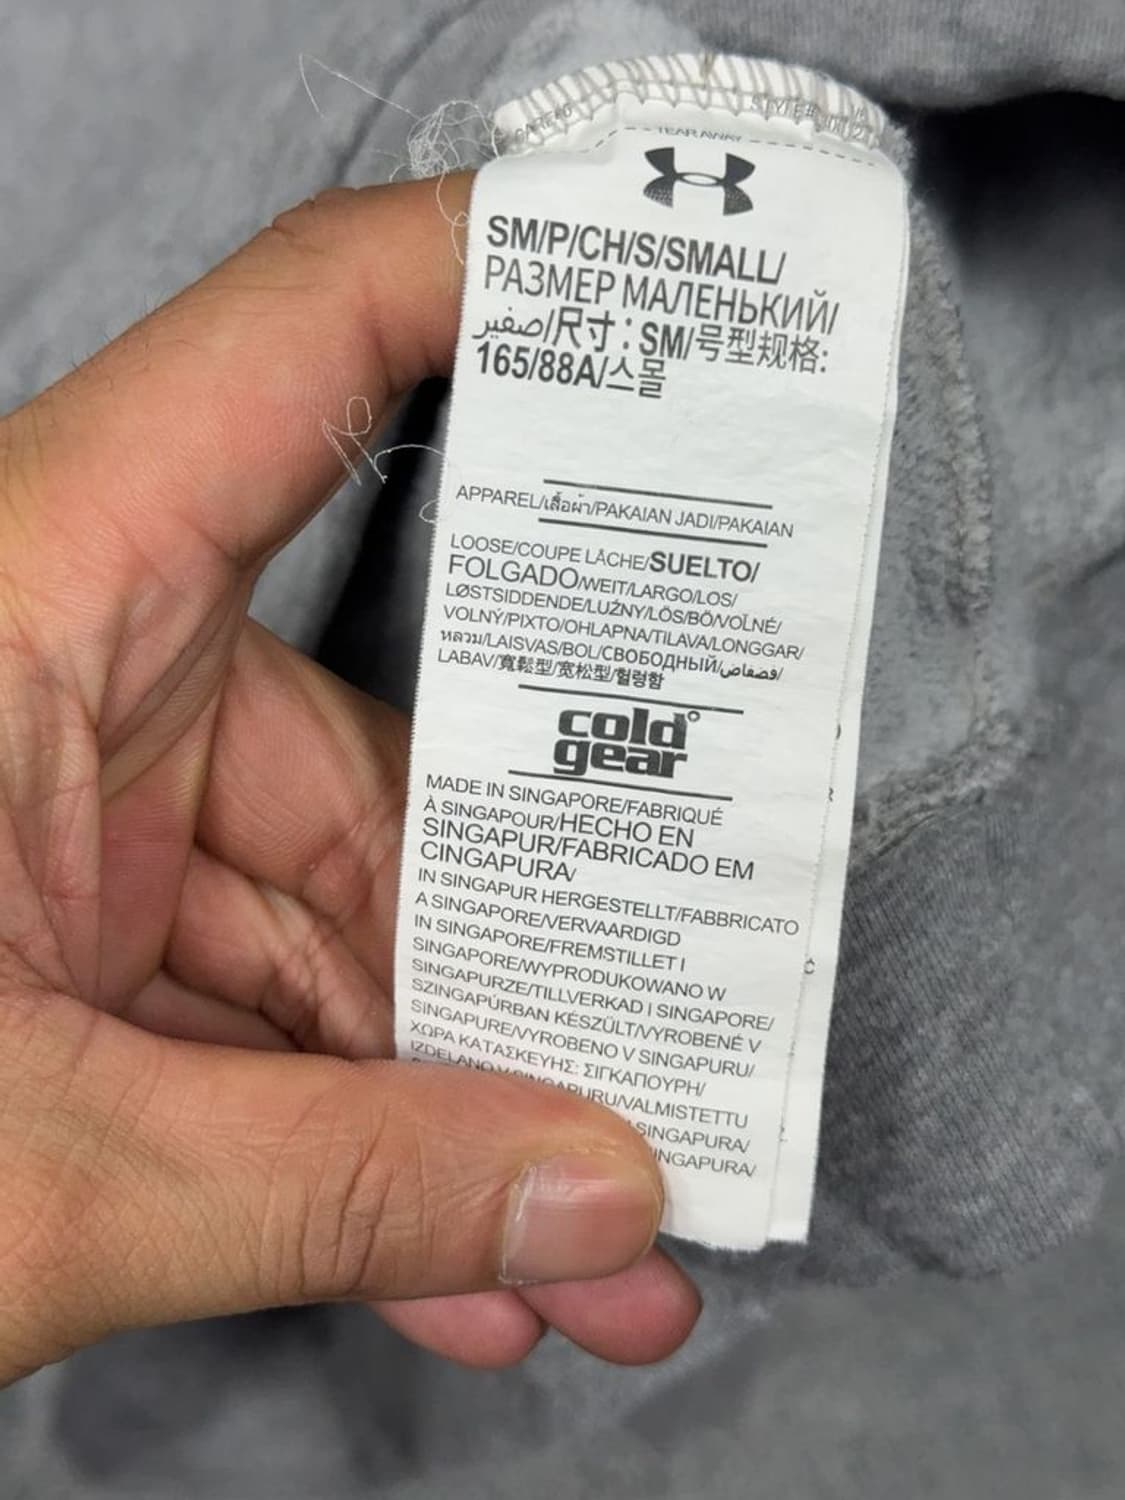 TEAR AWAY
SM/P/CH/S/SMALL/
РАЗМЕР МАЛЕНЬКИЙ/
صغير/尺寸：SM/号型规格:
165/88A/스몰
APPAREL/เสื้อผ้า/PAKAIAN JADI/PAKAIAN
LOOSE/COUPE LÂCHE/SUELTO/
FOLGADO/WEIT/LARGO/LOS/
LØSTSIDDENDE/LUŹNY/LÖS/BŐ/VOLNÉ/
VOLNÝ/PIXTO/OHLAPNA/TILAVA/LONGGAR/
หลวม/LAISVAS/BOL/СВОБОДНЫЙ/فضفاض/
LABAV/寬鬆型/宽松型/헐렁함
cold
gear
MADE IN SINGAPORE/FABRIQUÉ
À SINGAPOUR/HECHO EN
SINGAPUR/FABRICADO EM
CINGAPURA/
IN SINGAPUR HERGESTELLT/FABBRICATO
A SINGAPORE/VERVAARDIGD
IN SINGAPORE/FREMSTILLET I
SINGAPORE/WYPRODUKOWANO W
SINGAPURZE/TILLVERKAD I SINGAPORE/
SZINGAPÚRBAN KÉSZÜLT/VYROBENÉ V
SINGAPURE/VYROBENO V SINGAPURU/
ΧΩΡΑ ΚΑΤΑΣΚΕΥΗΣ: ΣΙΓΚΑΠΟΥΡΗ/
IZDELANO V SINGAPURU/VALMISTETTU
SINGAPURA/
SINGAPURA/